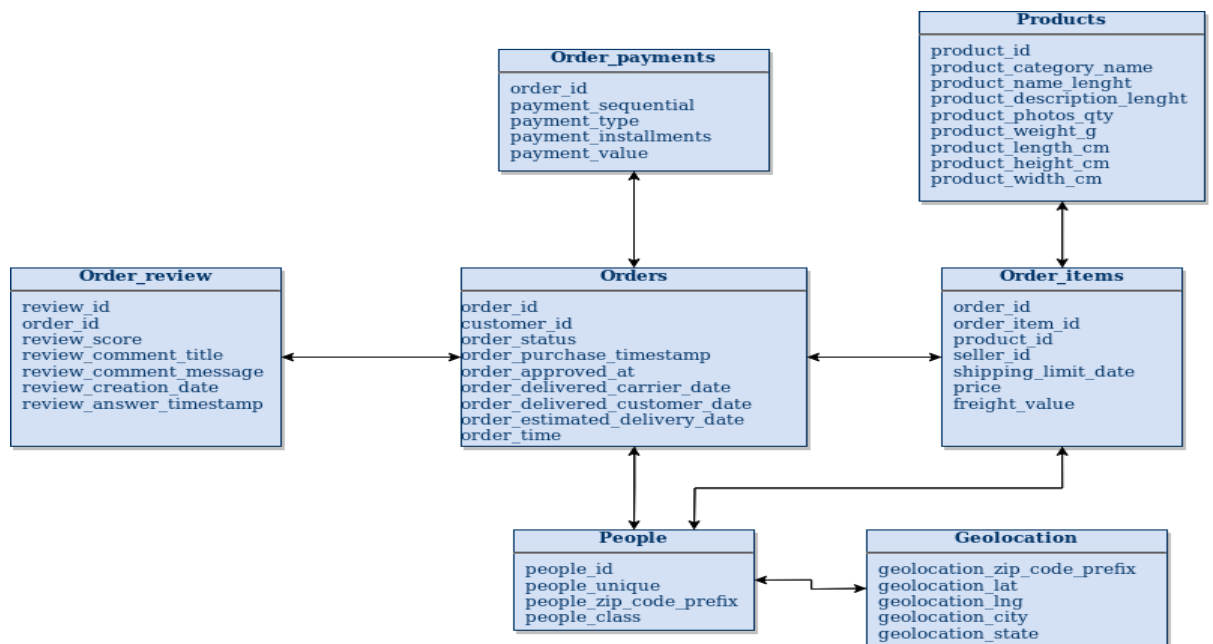 Products
product_id
product_category_name
product_name_lenght
product_description_lenght
product_photos_qty
product_weight_g
product_length_cm
product_height_cm
product_width_cm
Order_payments
order_id
payment_sequential
payment_type
payment_installments
payment_value
Order_review
review_id
order_id
review_score
review_comment_title
review_comment_message
review_creation_date
review_answer_timestamp
Orders
order_id
customer_id
order_status
order_purchase_timestamp
order_approved_at
order_delivered_carrier_date
order_delivered_customer_date
order_estimated_delivery_date
order_time
Order_items
order_id
order_item_id
product_id
seller_id
shipping_limit_date
price
freight_value
People
people_id
people_unique
people_zip_code_prefix
people_class
Geolocation
geolocation_zip_code_prefix
geolocation_lat
geolocation_lng
geolocation_city
geolocation_state